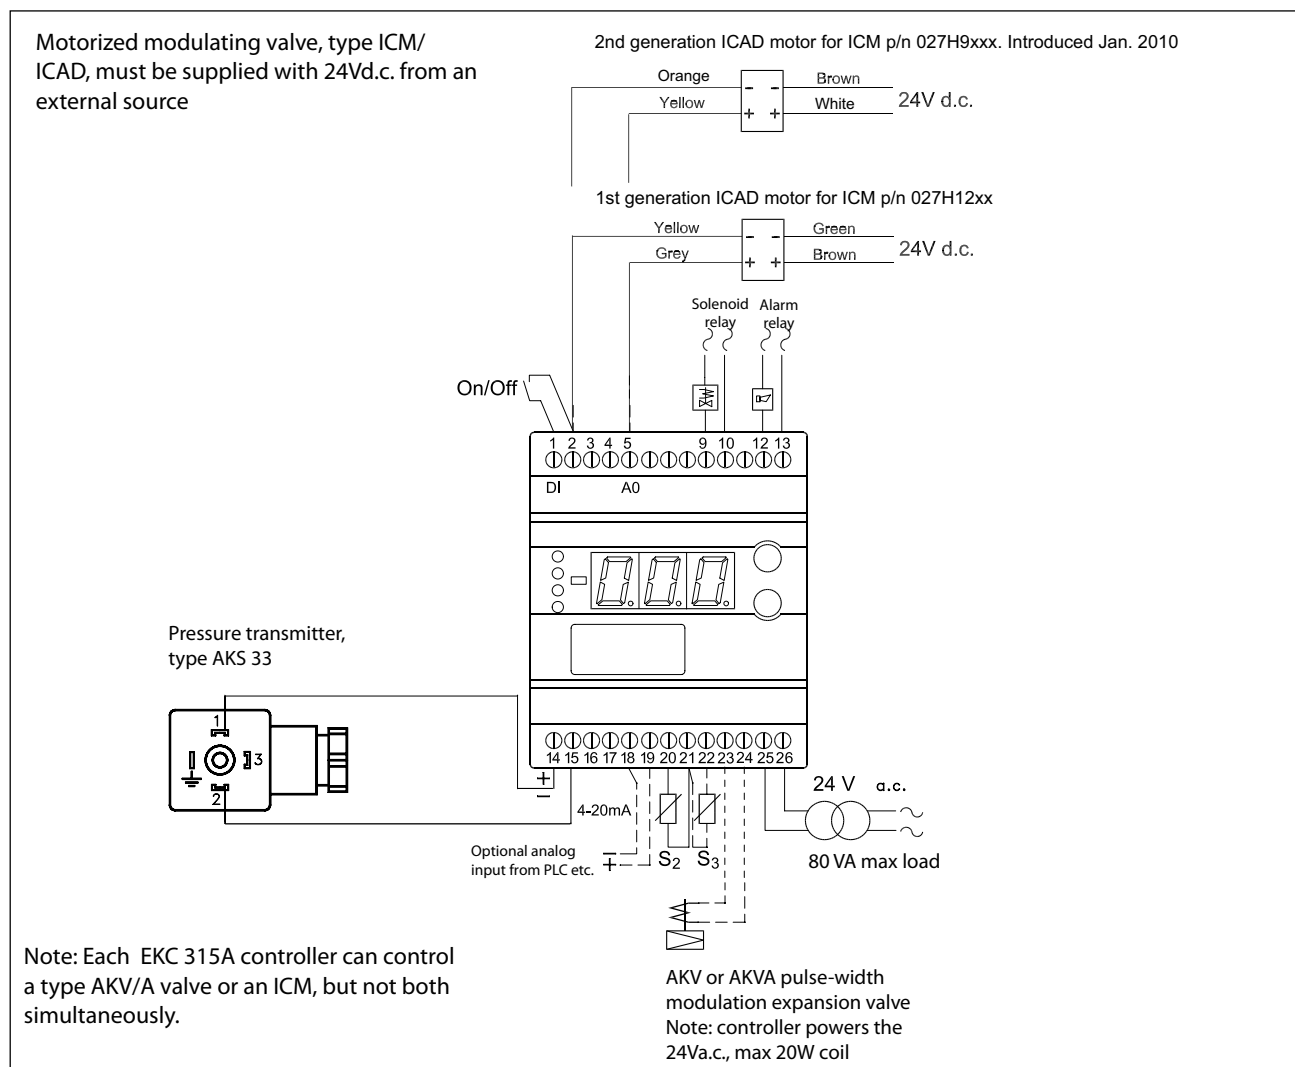 Motorized modulating valve, type ICM/
ICAD, must be supplied with 24Vd.c. from an
external source
2nd generation ICAD motor for ICM p/n 027H9xxx. Introduced Jan. 2010
Orange - - Brown
Yellow + + White
24V d.c.
1st generation ICAD motor for ICM p/n 027H12xx
Yellow - - Green
Grey + + Brown
24V d.c.
Solenoid
relay
Alarm
relay
On/Off
1 2 3 4 5 9 10 12 13
DI A0
0.0.0
Pressure transmitter,
type AKS 33
1
3
2
14 15 16 17 18 19 20 21 22 23 24 25 26
+
-
4-20mA
Optional analog
input from PLC etc.
-
+
S2 S3
24 V a.c.
80 VA max load
Note: Each EKC 315A controller can control
a type AKV/A valve or an ICM, but not both
simultaneously.
AKV or AKVA pulse-width
modulation expansion valve
Note: controller powers the
24Va.c., max 20W coil